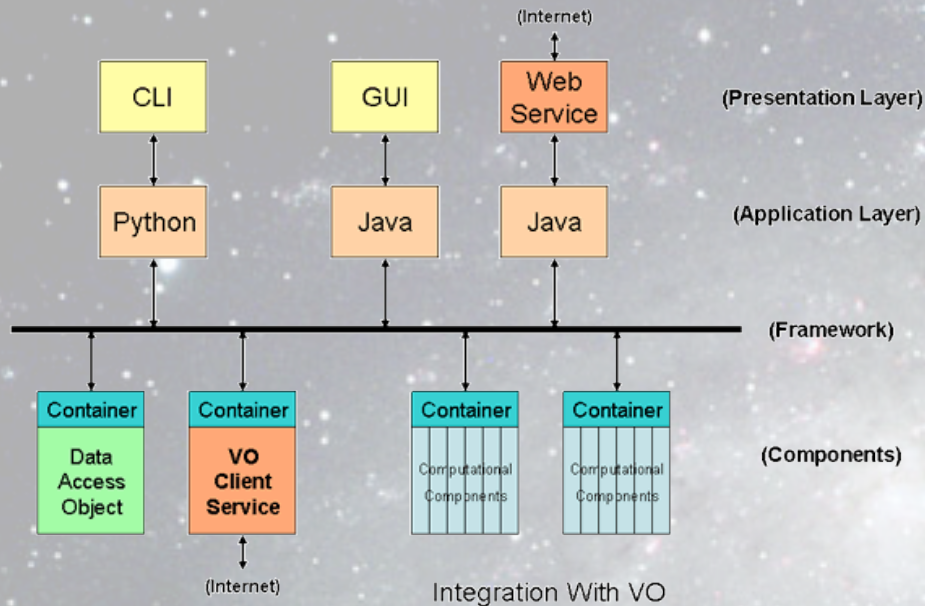 (Internet)
CLI
GUI
Web
Service
(Presentation Layer)
Python
Java
Java
(Application Layer)
(Framework)
Container
Container
Container
Container
Data
Access
Object
VO
Client
Service
Computational
Components
Computational
Components
(Components)
(Internet)
Integration With VO